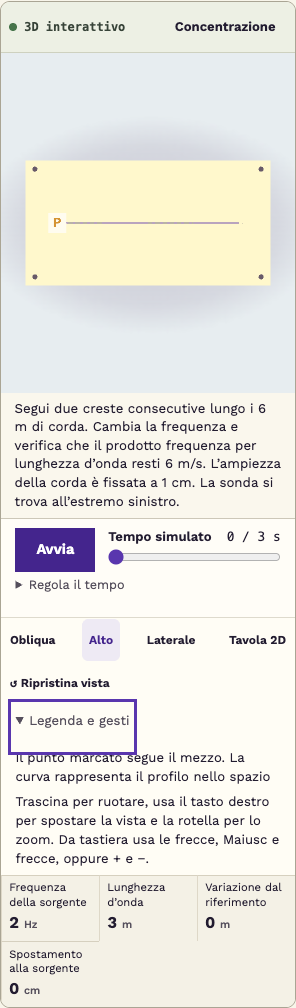 3D interattivo Concentrazione
P
Segui due creste consecutive lungo i 6
m di corda. Cambia la frequenza e
verifica che il prodotto frequenza per
lunghezza d’onda resti 6 m/s. L’ampiezza
della corda è fissata a 1 cm. La sonda si
trova all’estremo sinistro.
Avvia
Tempo simulato 0 / 3 s
▶ Regola il tempo
Obliqua Alto Laterale Tavola 2D
↺ Ripristina vista
▼ Legenda e gesti
Il punto marcato segue il mezzo. La
curva rappresenta il profilo nello spazio
Trascina per ruotare, usa il tasto destro
per spostare la vista e la rotella per lo
zoom. Da tastiera usa le frecce, Maiusc e
frecce, oppure + e −.
Frequenza
della sorgente
2 Hz
Lunghezza
d’onda
3 m
Variazione dal
riferimento
0 m
Spostamento
alla sorgente
0 cm